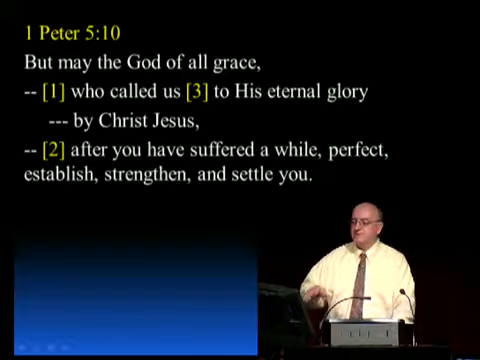 1 Peter 5:10
But may the God of all grace,
-- [1] who called us [3] to His eternal glory
--- by Christ Jesus,
-- [2] after you have suffered a while, perfect,
establish, strengthen, and settle you.